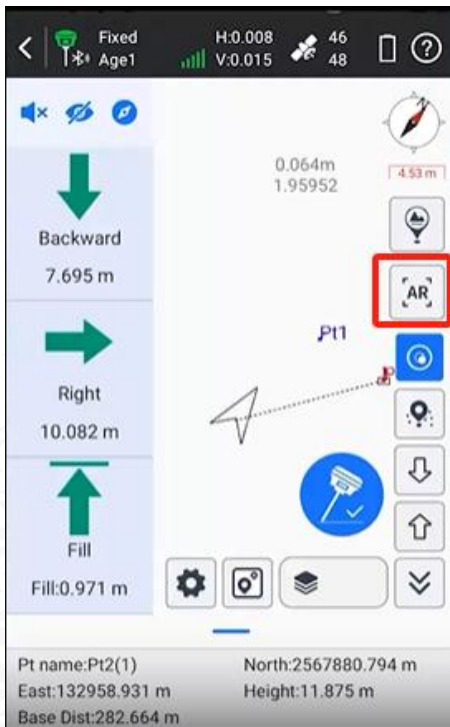 Fixed
Age1
H:0.008
V:0.015
46
48
Backward
7.695 m
Right
10.082 m
Fill
Fill:0.971 m
N
0.064m
1.95952
4.53 m
AR
Pt1
Pt name:Pt2(1)
North:2567880.794 m
East:132958.931 m
Height:11.875 m
Base Dist:282.664 m